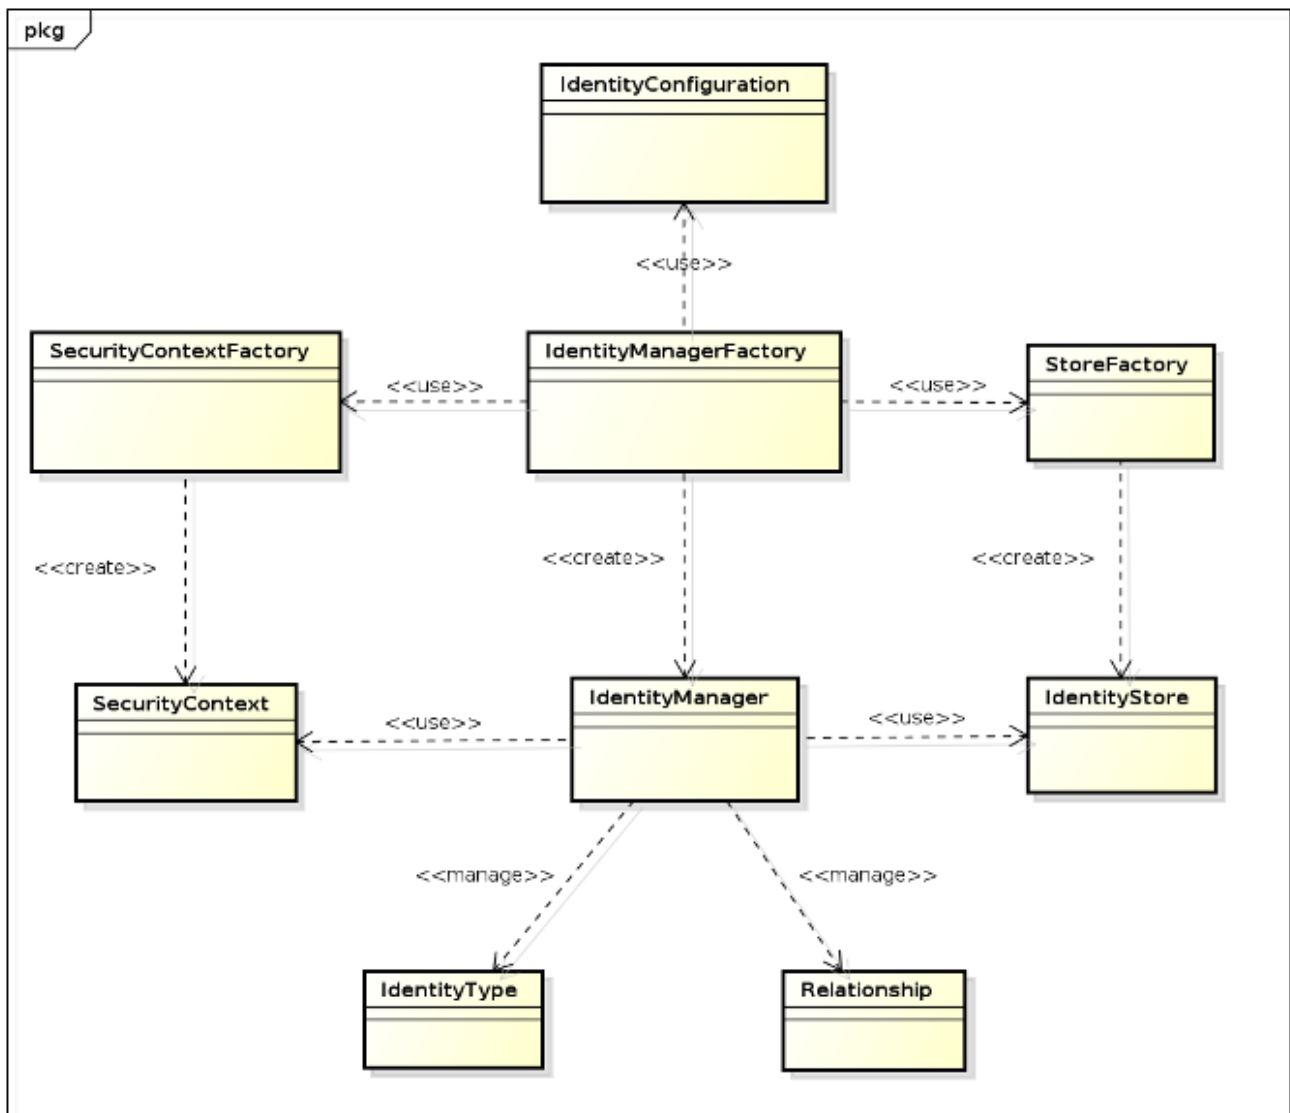 pkg
IdentityConfiguration
<<use>>
SecurityContextFactory
IdentityManagerFactory
StoreFactory
<<use>>
<<use>>
<<create>>
<<create>>
<<create>>
SecurityContext
IdentityManager
IdentityStore
<<use>>
<<use>>
<<manage>>
<<manage>>
IdentityType
Relationship